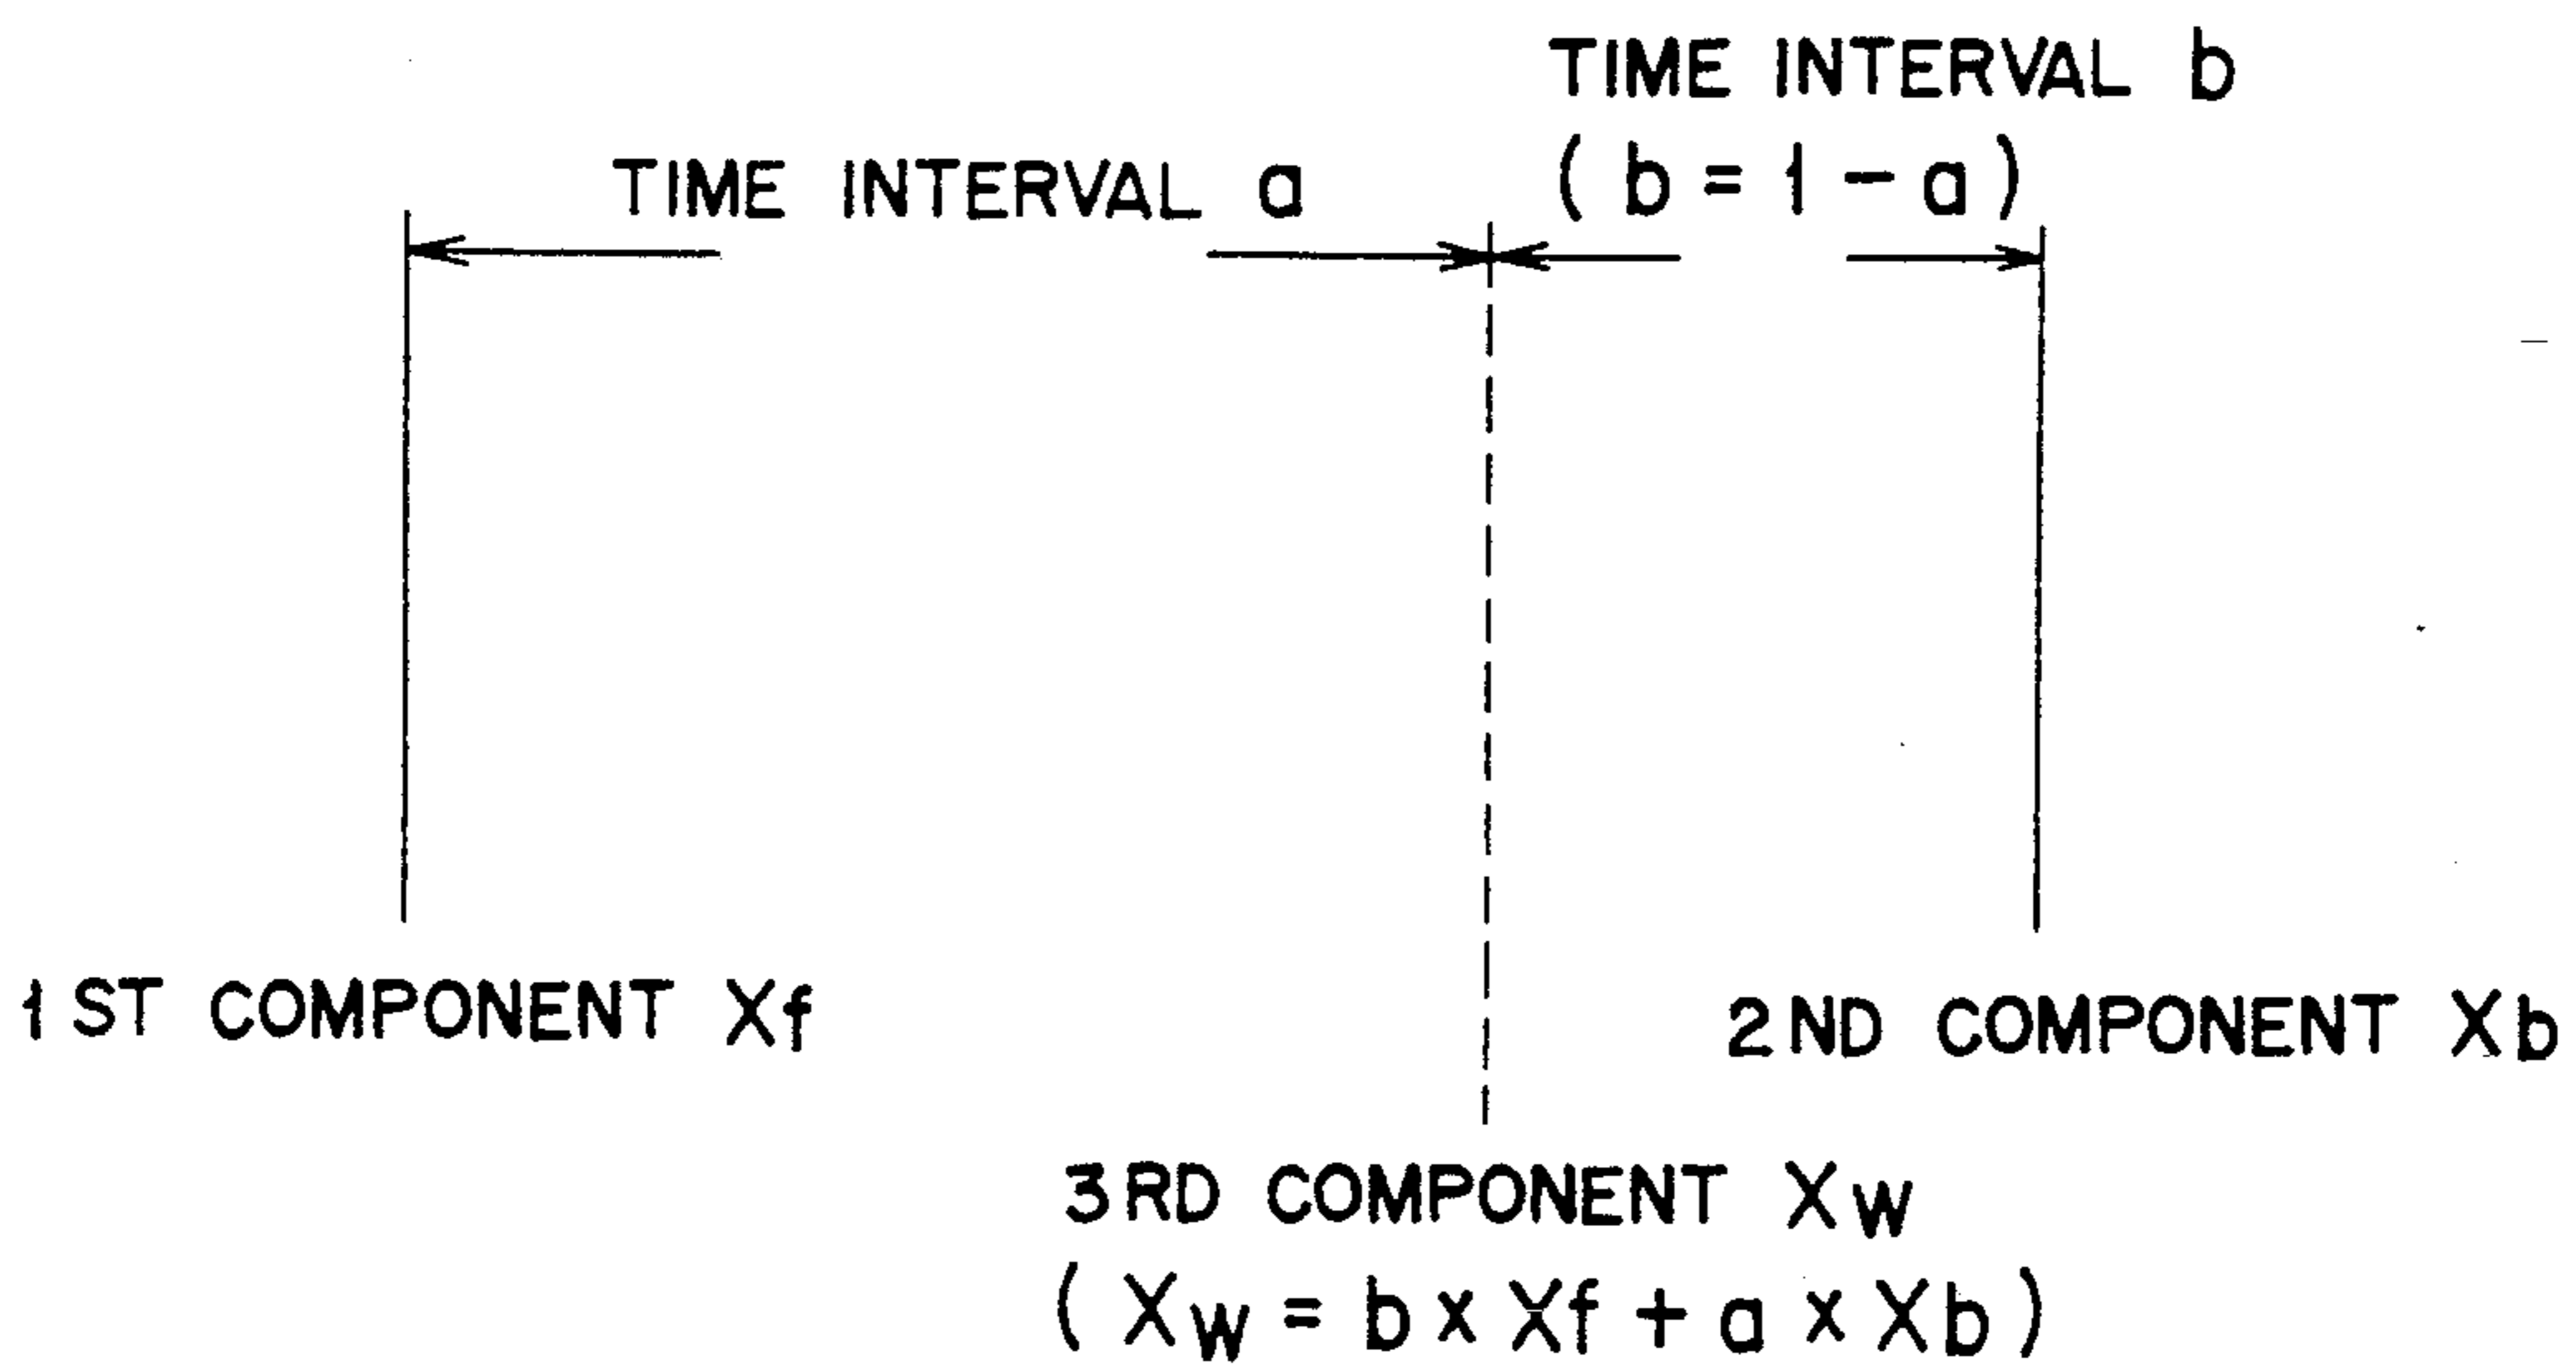 TIME INTERVAL a
TIME INTERVAL b
( b = 1 - a )
1 ST COMPONENT Xf
2 ND COMPONENT Xb
3 RD COMPONENT Xw
( Xw = b x Xf + a x Xb )